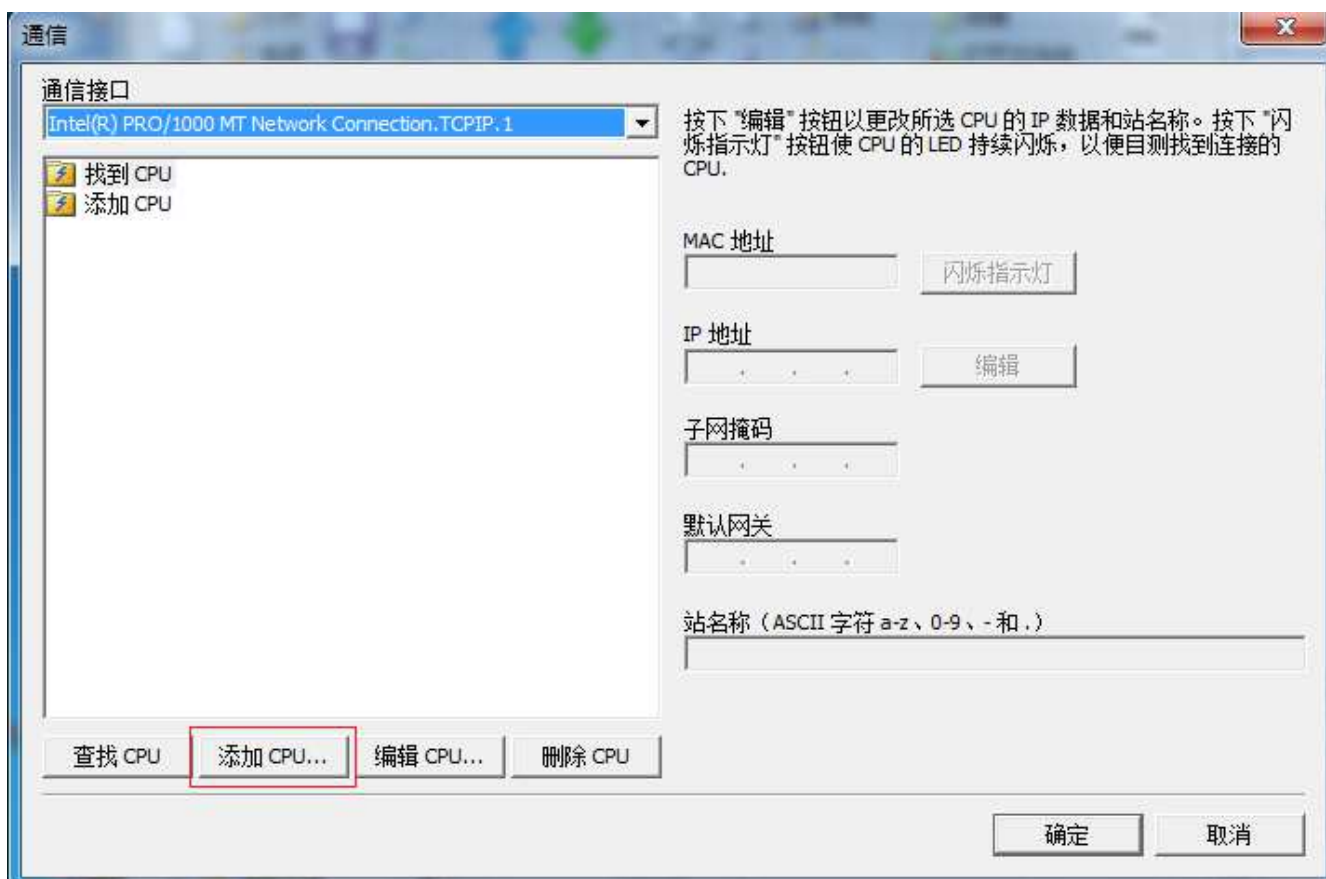 通信
通信接口
Intel(R) PRO/1000 MT Network Connection.TCPIP.1
找到 CPU
添加 CPU
查找 CPU
添加 CPU...
编辑 CPU...
删除 CPU
按下 "编辑" 按钮以更改所选 CPU 的 IP 数据和站名称。按下 "闪
烁指示灯" 按钮使 CPU 的 LED 持续闪烁，以便目测找到连接的
CPU.
MAC 地址
闪烁指示灯
IP 地址
编辑
子网掩码
默认网关
站名称（ASCII 字符 a-z、0-9、- 和 .）
确定
取消